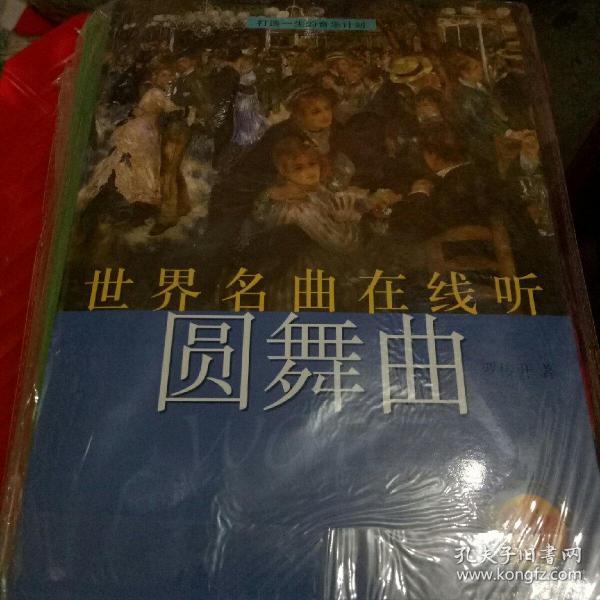 打造一生的音乐计划
世界名曲在线听
圆舞曲
著
孔夫子旧书网
www.kongfz.com